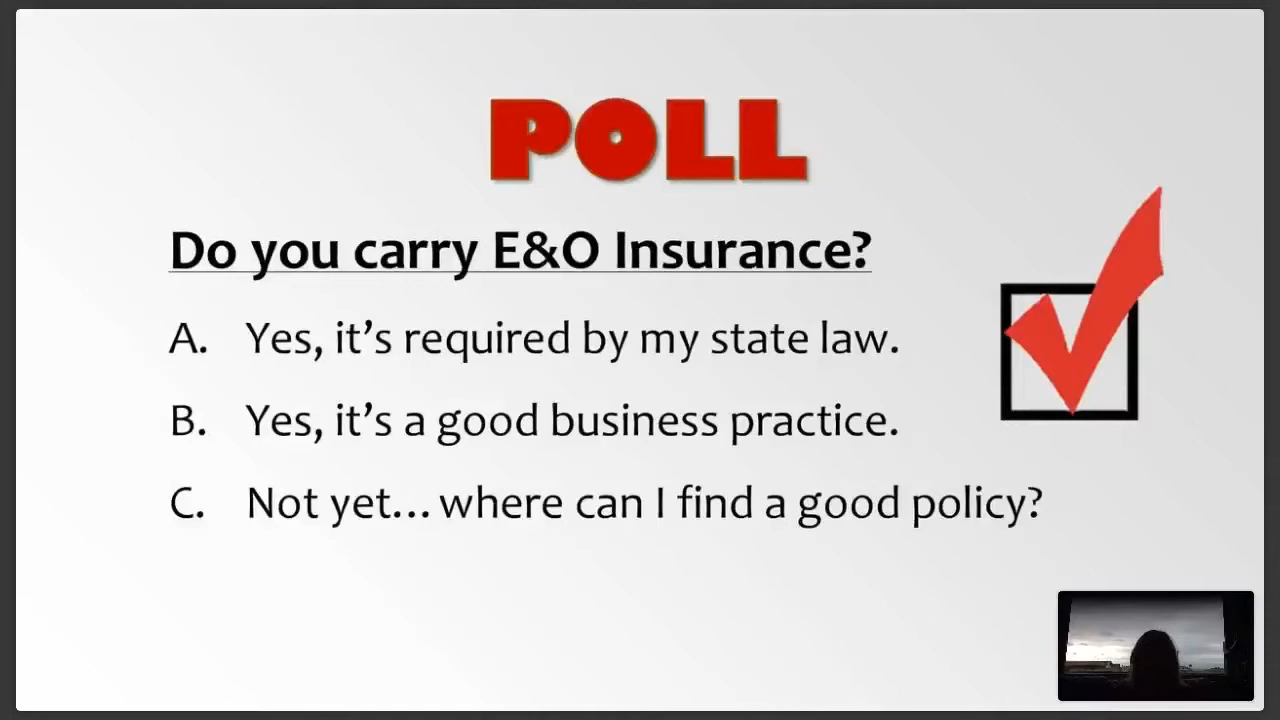 POLL
Do you carry E&O Insurance?
A. Yes, it’s required by my state law.
B. Yes, it’s a good business practice.
C. Not yet... where can I find a good policy?